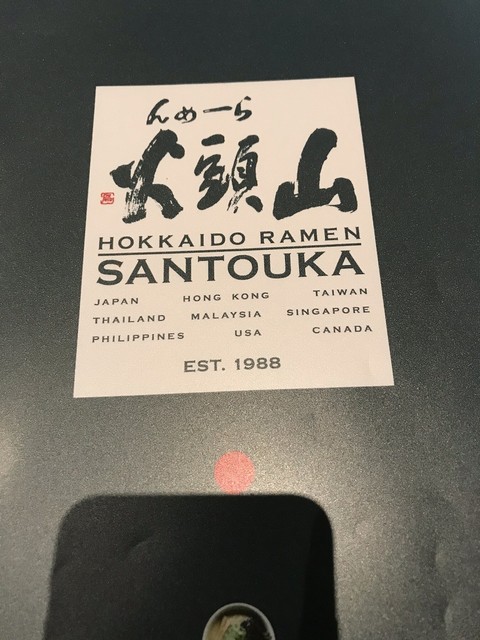 らーめん
山頭火
HOKKAIDO RAMEN
SANTOUKA
JAPAN HONG KONG TAIWAN
THAILAND MALAYSIA SINGAPORE
PHILIPPINES USA CANADA
EST. 1988